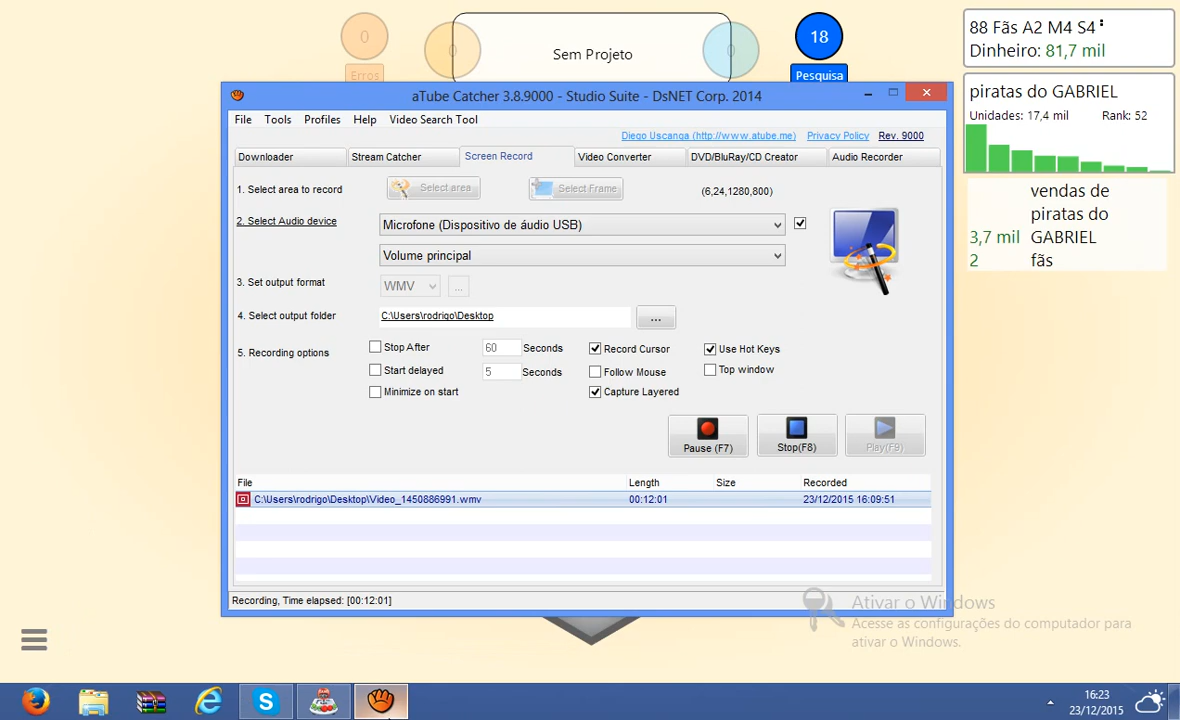 0
Erros
0
Sem Projeto
0
18
Pesquisa
88 Fãs A2 M4 S4
Dinheiro: 81,7 mil
piratas do GABRIEL
Unidades: 17,4 mil Rank: 52
vendas de
piratas do
3,7 mil GABRIEL
2 fãs
aTube Catcher 3.8.9000 - Studio Suite - DsNET Corp. 2014
File Tools Profiles Help Video Search Tool
Diego Uscanga (http://www.atube.me) Privacy Policy Rev. 9000
Downloader Stream Catcher Screen Record Video Converter DVD/BluRay/CD Creator Audio Recorder
1. Select area to record Select area Select Frame (6,24,1280,800)
2. Select Audio device Microfone (Dispositivo de áudio USB)
Volume principal
3. Set output format WMV ...
4. Select output folder C:\Users\rodrigo\Desktop ...
5. Recording options Stop After 60 Seconds Record Cursor Use Hot Keys
Start delayed 5 Seconds Follow Mouse Top window
Minimize on start Capture Layered
Pause (F7) Stop(F8) Play(F9)
File Length Size Recorded
C:\Users\rodrigo\Desktop\Video_1450886991.wmv 00:12:01 23/12/2015 16:09:51
Recording, Time elapsed: [00:12:01]
Ativar o Windows
Acesse as configurações do computador para
ativar o Windows.
16:23
23/12/2015